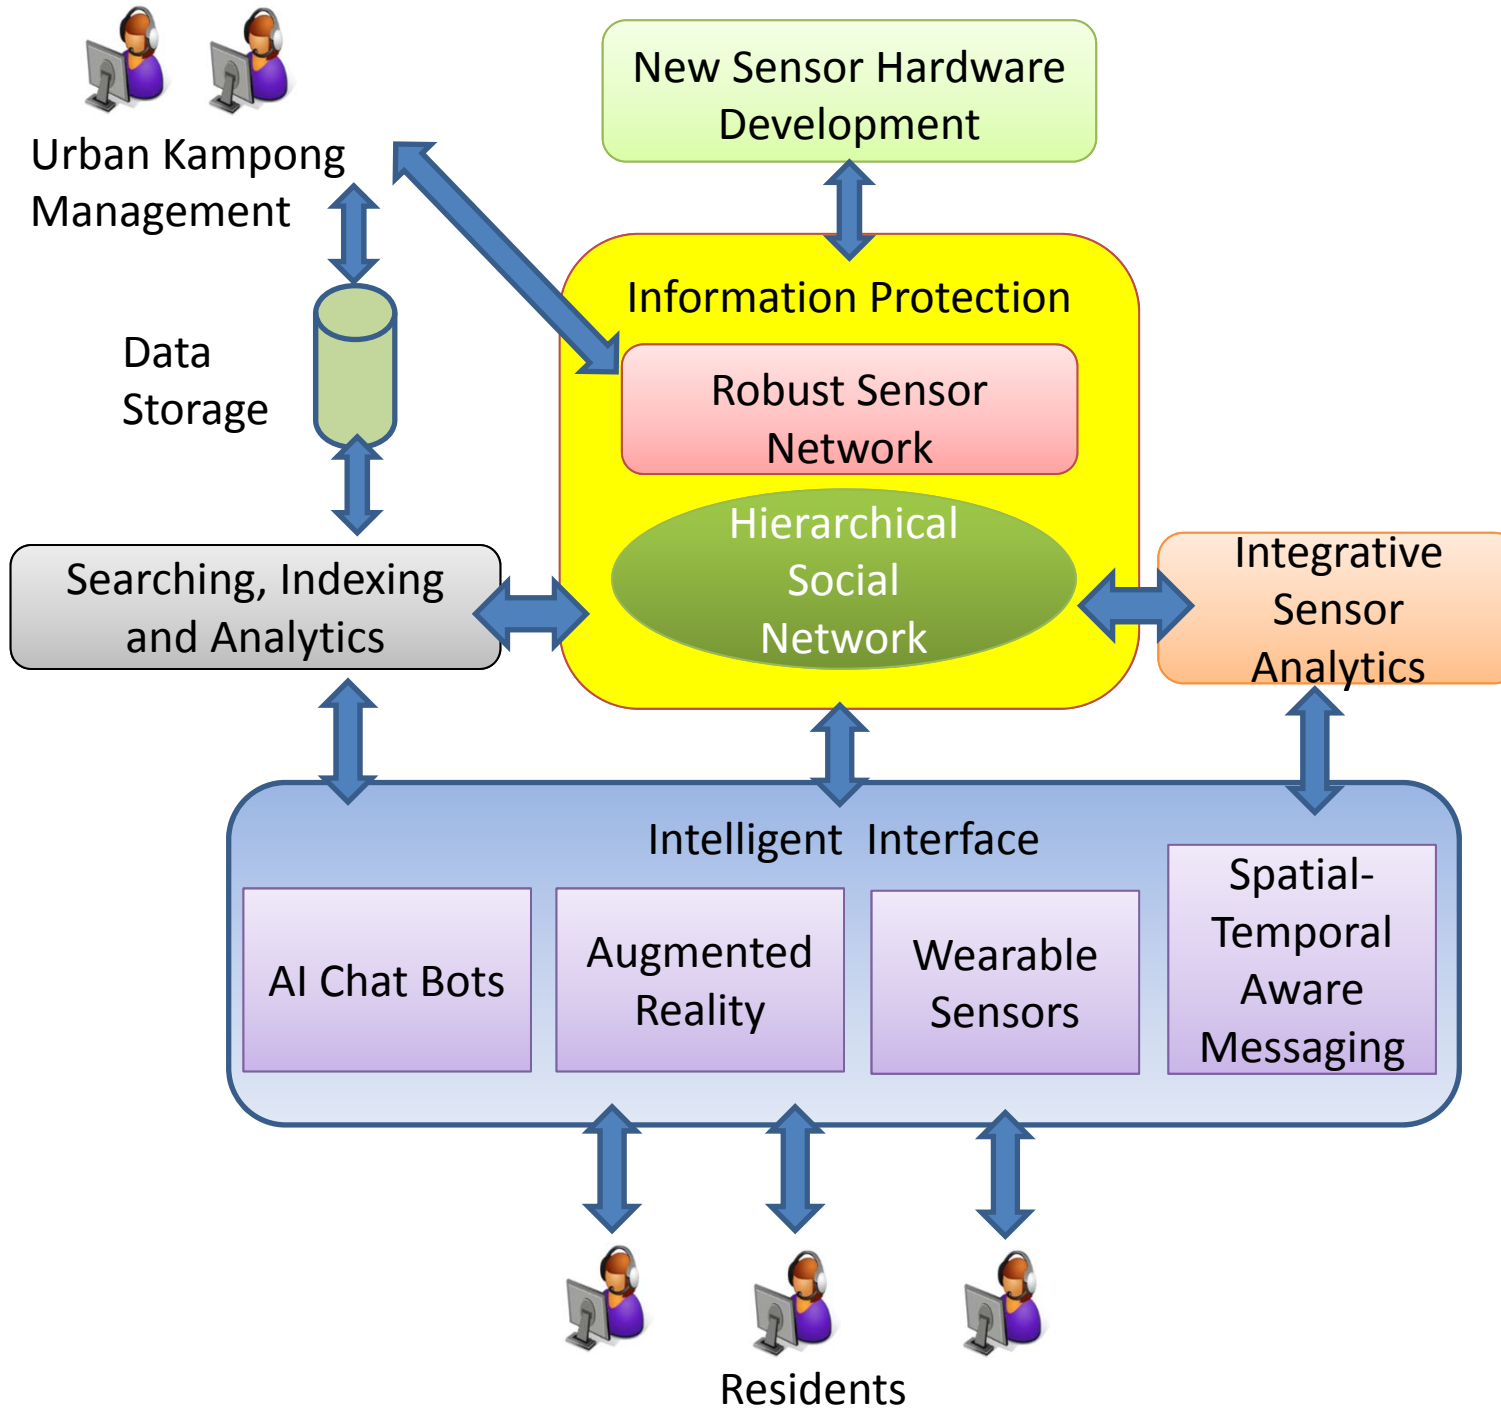 Urban Kampong
Management
New Sensor Hardware
Development
Information Protection
Data
Storage
Robust Sensor
Network
Hierarchical
Social
Network
Searching, Indexing
and Analytics
Integrative
Sensor
Analytics
Intelligent Interface
AI Chat Bots
Augmented
Reality
Wearable
Sensors
Spatial-
Temporal
Aware
Messaging
Residents